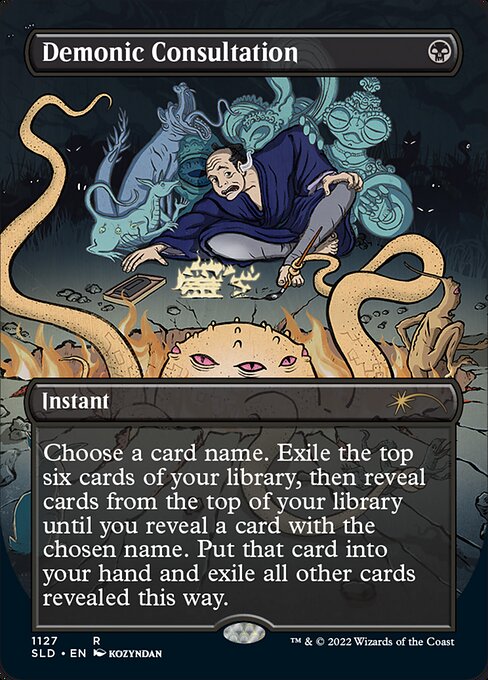 Demonic Consultation
Instant
Choose a card name. Exile the top
six cards of your library, then reveal
cards from the top of your library
until you reveal a card with the
chosen name. Put that card into
your hand and exile all other cards
revealed this way.
1127 R
SLD • EN KOZYNDAN
™ & © 2022 Wizards of the Coast